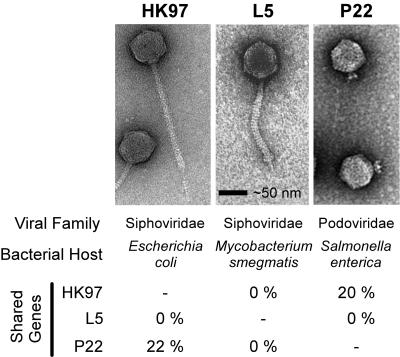 HK97 L5 P22
~50 nm
Viral Family Siphoviridae Siphoviridae Podoviridae
Bacterial Host Escherichia coli Mycobacterium smegmatis Salmonella enterica
Shared Genes
HK97 - 0 % 20 %
L5 0 % - 0 %
P22 22 % 0 % -